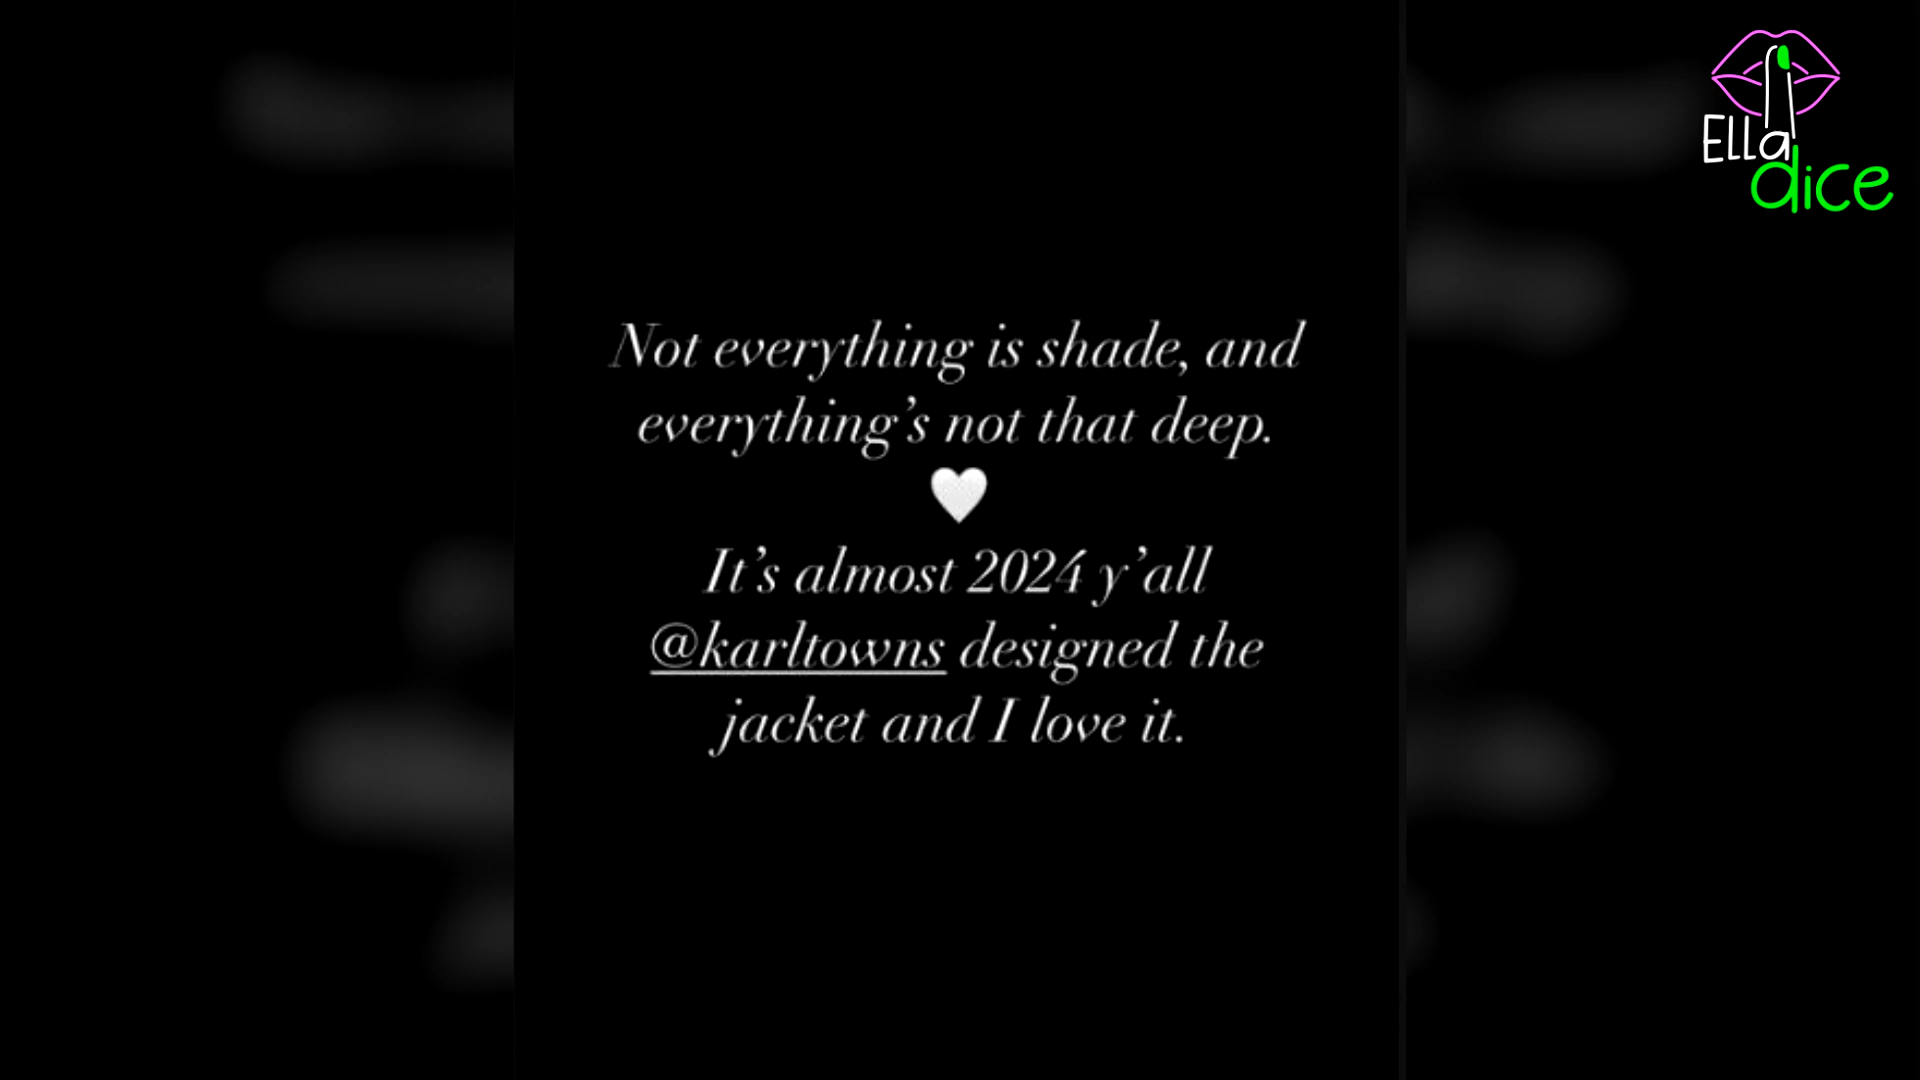 Not everything is shade, and
everything’s not that deep.
🤍
It’s almost 2024 y’all
@karltowns designed the
jacket and I love it.
ELLa
dice